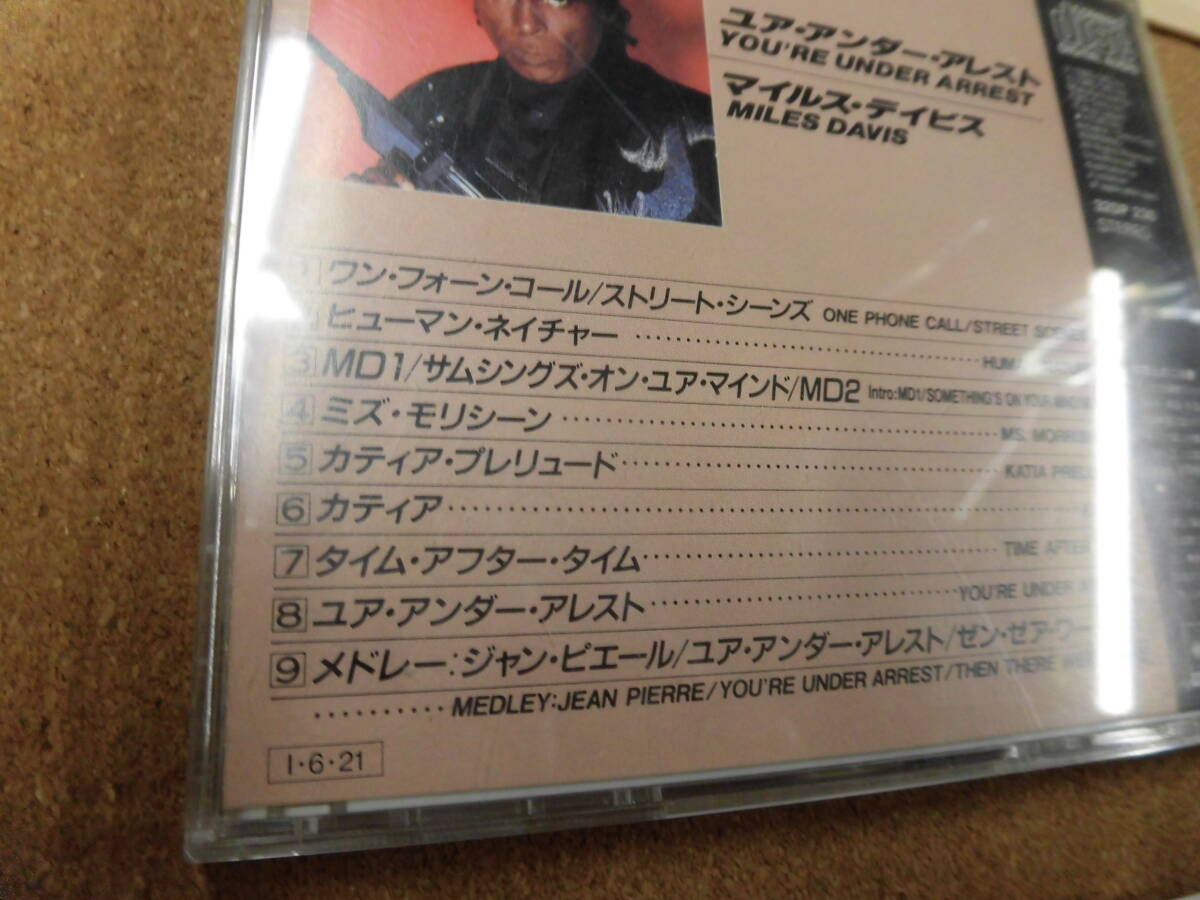 ユア・アンダー・アレスト
YOU'RE UNDER ARREST
マイルス・デイビス
MILES DAVIS
1 ワン・フォーン・コール/ストリート・シーンズ ONE PHONE CALL/STREET
ヒューマン・ネイチャー
3 MD1/サムシングズ・オン・ユア・マインド/MD2 Intro:MD1/SOMETHING'S ON YOUR MIND
4 ミズ・モリシーン MS.
5 カティア・プレリュード KATIA
6 カティア
7 タイム・アフター・タイム TIME AFTER
8 ユア・アンダー・アレスト YOU'RE UNDER
9 メドレー:ジャン・ピエール/ユア・アンダー・アレスト/ゼン・ゼア・
MEDLEY:JEAN PIERRE/YOU'RE UNDER ARREST/THEN THERE
I・6・21